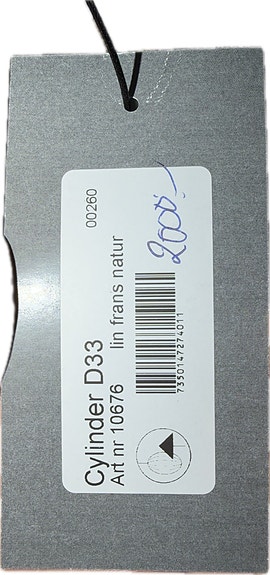 Cylinder D33
Art nr 10676 lin frans natur
00260
2000:-
7350147274011